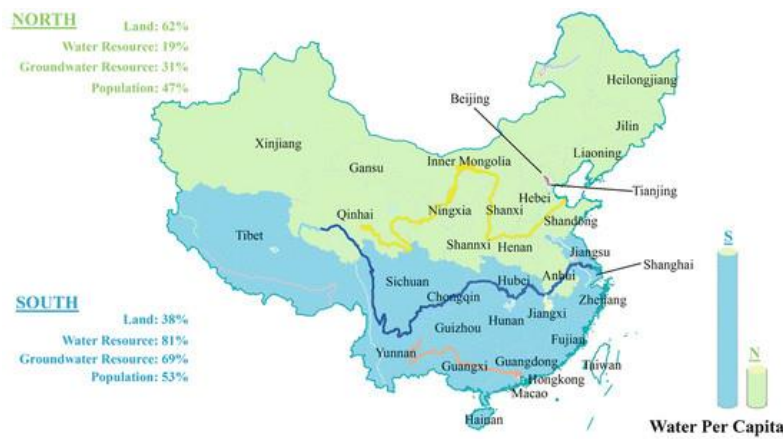 NORTH
Land: 62%
Water Resource: 19%
Groundwater Resource: 31%
Population: 47%
Heilongjiang
Beijing
Jilin
Xinjiang
Liaoning
Inner Mongolia
Gansu
Tianjing
Hebei
Qinhai
Ningxia
Shanxi
Shandong
Tibet
Shannxi
Henan
Jiangsu
S
Shanghai
Sichuan
Hubei
Anhui
SOUTH
Chongqin
Zhejiang
Land: 38%
Hunan
Jiangxi
Guizhou
Water Resource: 81%
Fujian
Groundwater Resource: 69%
Yunnan
N
Population: 53%
Guangxi
Guangdong
Taiwan
Hongkong
Macao
Hainan
Water Per Capita